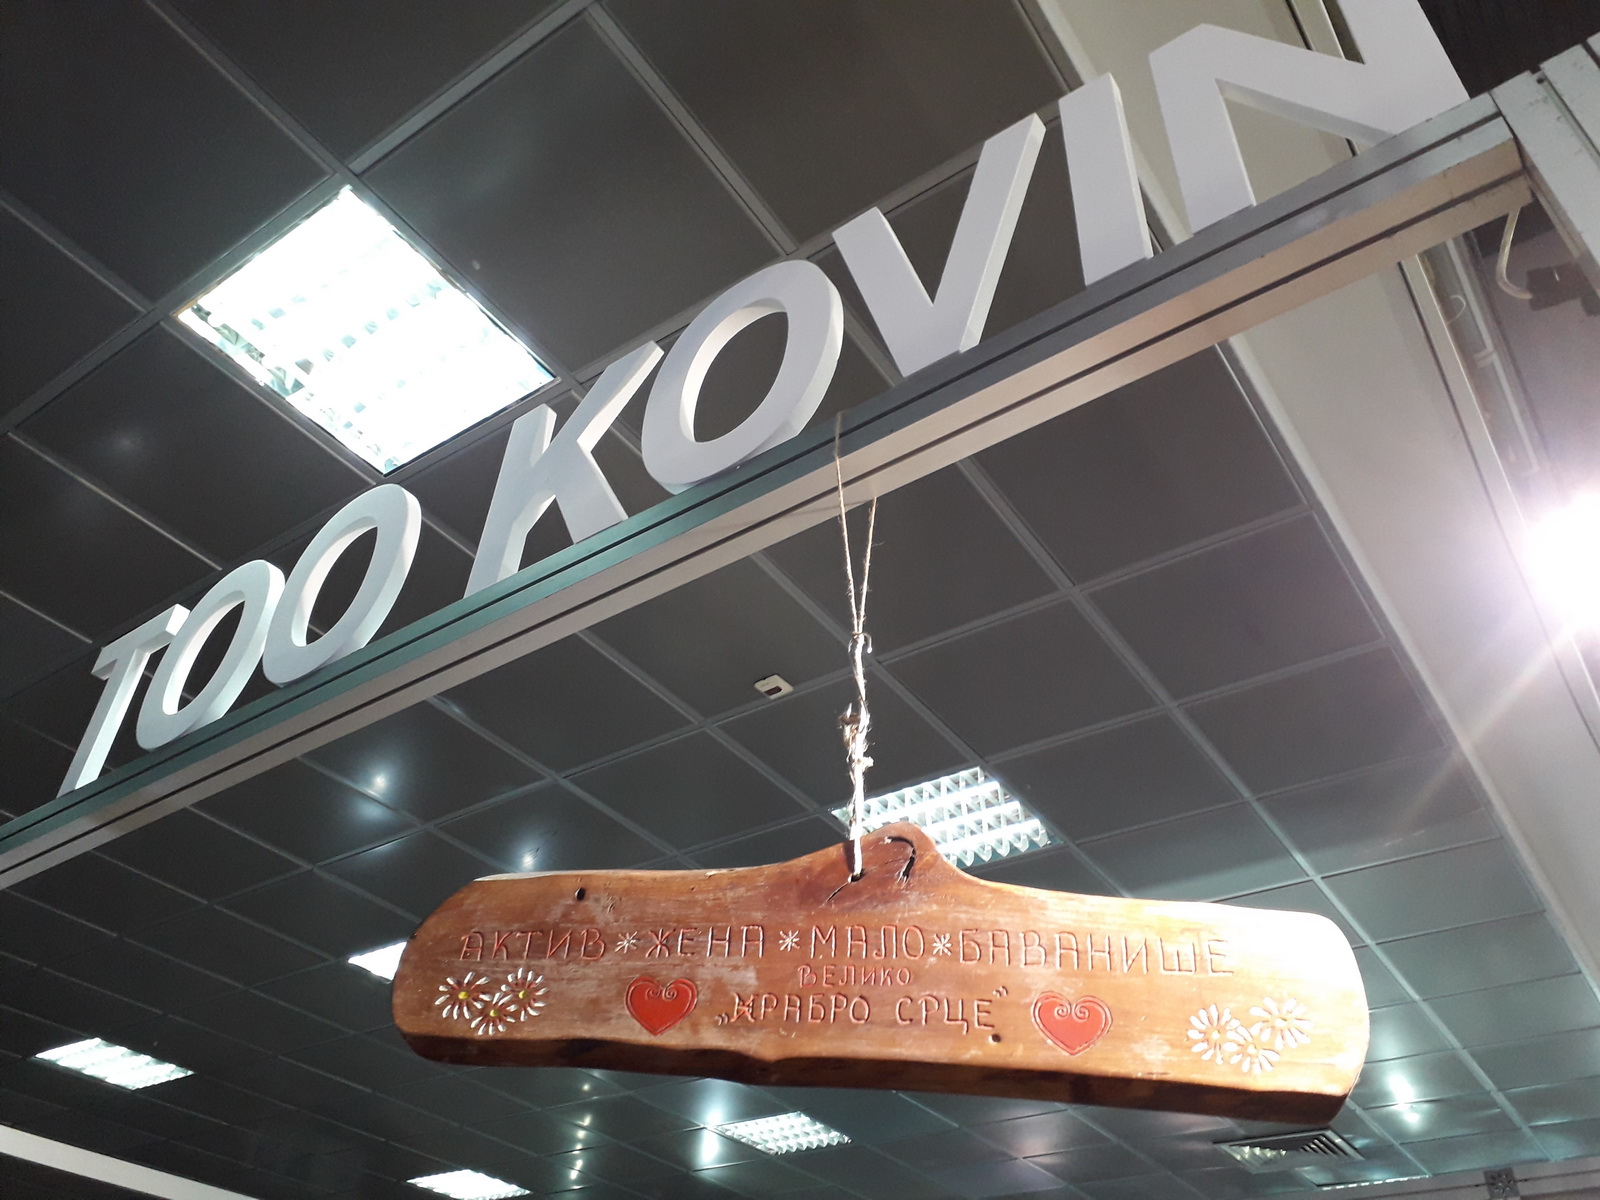 TOO KOVIN
АКТИВ * ЖЕНА * МАЛО * БАВАНИШЕ
ВЕЛИКО
„ХРАБРО СРЦЕ”